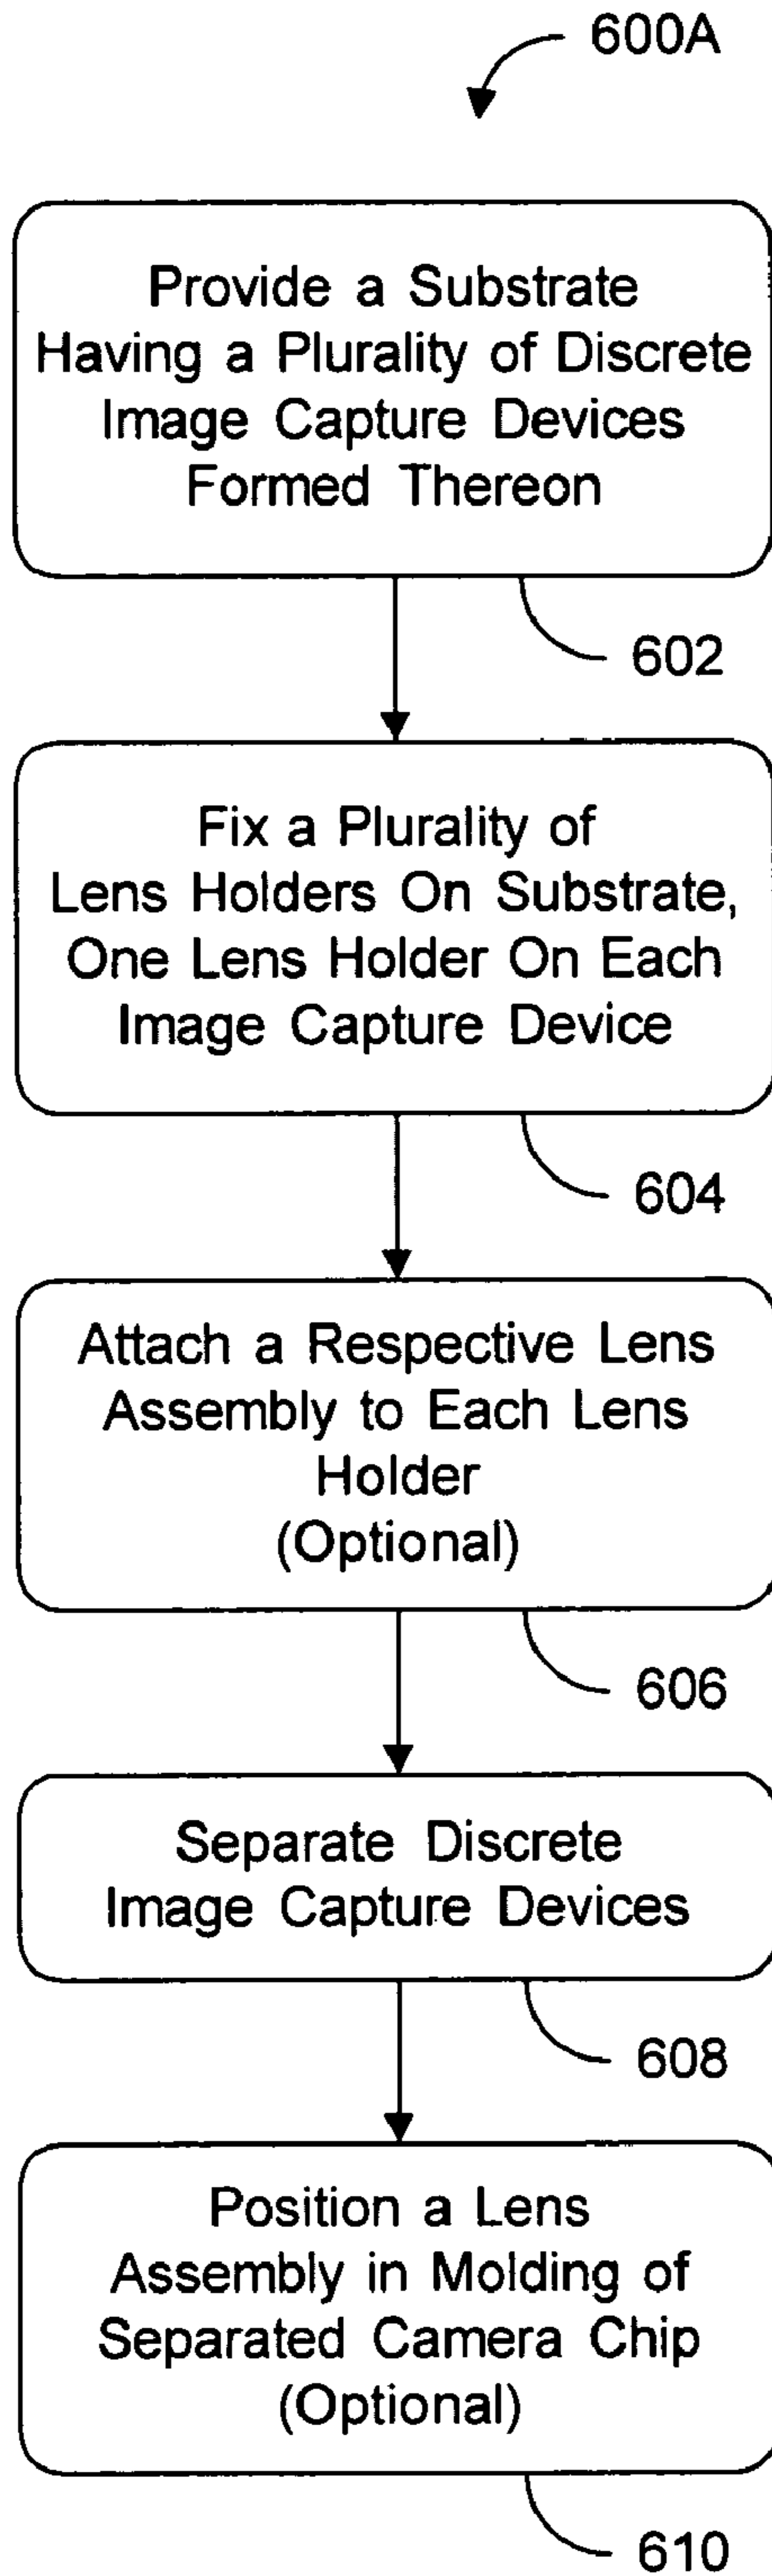 600A
Provide a Substrate
Having a Plurality of Discrete
Image Capture Devices
Formed Thereon
602
Fix a Plurality of
Lens Holders On Substrate,
One Lens Holder On Each
Image Capture Device
604
Attach a Respective Lens
Assembly to Each Lens
Holder
(Optional)
606
Separate Discrete
Image Capture Devices
608
Position a Lens
Assembly in Molding of
Separated Camera Chip
(Optional)
610